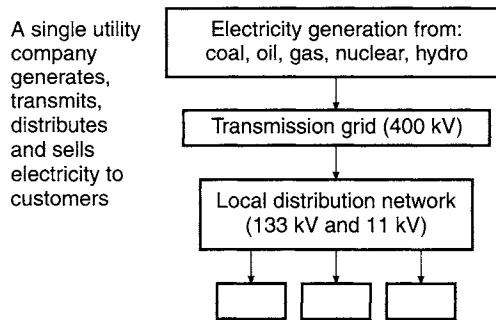 A single utility
company
generates,
transmits,
distributes
and sells
electricity to
customers
Electricity generation from:
coal, oil, gas, nuclear, hydro
Transmission grid (400 kV)
Local distribution network
(133 kV and 11 kV)